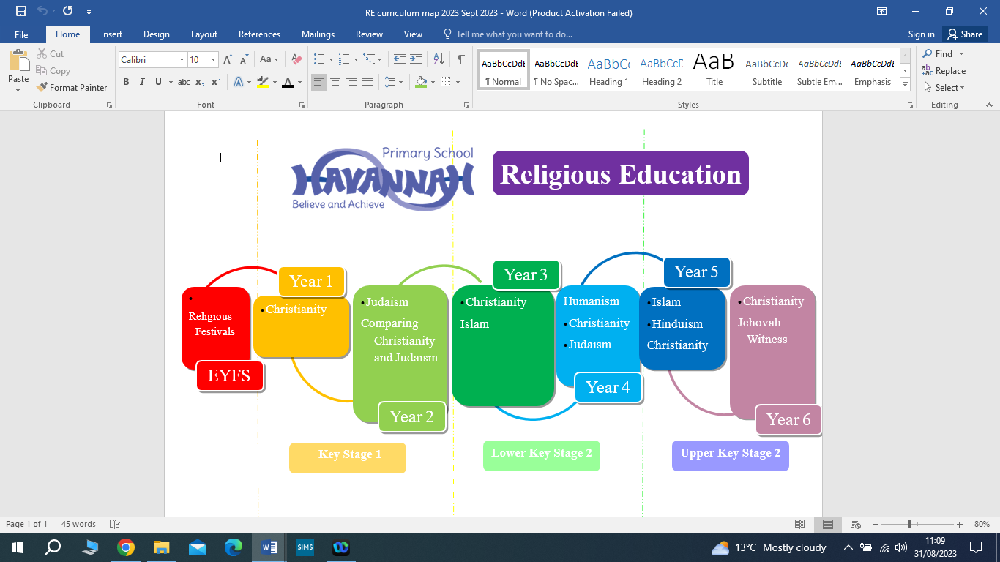 RE curriculum map 2023 Sept 2023 - Word (Product Activation Failed)
File Home Insert Design Layout References Mailings Review View Tell me what you want to do... Sign in Share
Paste
Cut
Copy
Format Painter
Clipboard
Calibri 10
Font
Paragraph
AaBbCcDdE AaBbCcDdE AaBbCc AaBbCcD AaB AaBbCcDc AaBbCcDdE AaBbCcDdE
¶ Normal ¶ No Spac... Heading 1 Heading 2 Title Subtitle Subtle Em... Emphasis
Styles
Find
Replace
Select
Editing
Primary School
HAVANNAH
Believe and Achieve
Religious Education
• Religious
Festivals
EYFS
Year 1
•Christianity
•Judaism
Comparing
Christianity
and Judaism
Year 2
Year 3
•Christianity
Islam
Humanism
•Christianity
•Judaism
Year 4
Year 5
•Islam
•Hinduism
Christianity
•Christianity
Jehovah
Witness
Year 6
Key Stage 1
Lower Key Stage 2
Upper Key Stage 2
Page 1 of 1 45 words 80%
SIMS
13°C Mostly cloudy
11:09
31/08/2023